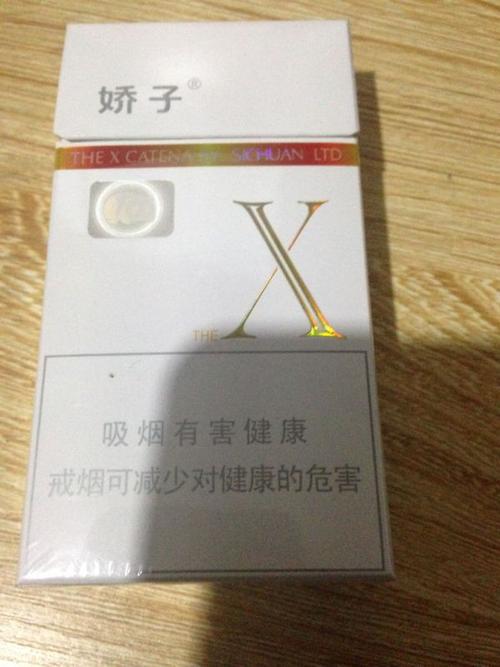 娇子®
THE X CATENA BY SICHUAN LTD
THE X
吸烟有害健康
戒烟可减少对健康的危害